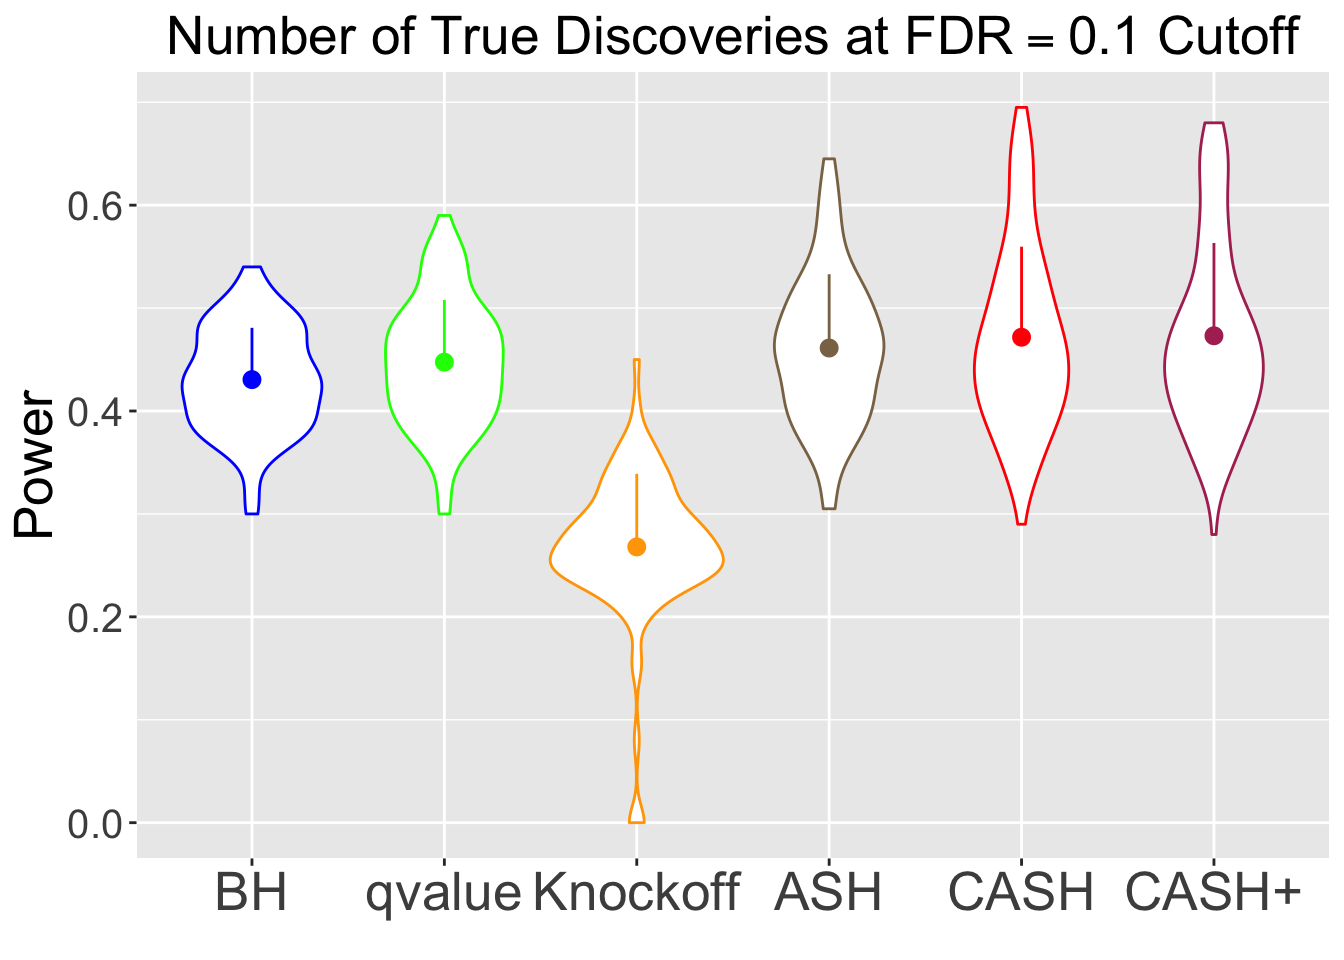 Number of True Discoveries at FDR = 0.1 Cutoff
Power
0.6
0.4
0.2
0.0
BH qvalue Knockoff ASH CASH CASH+